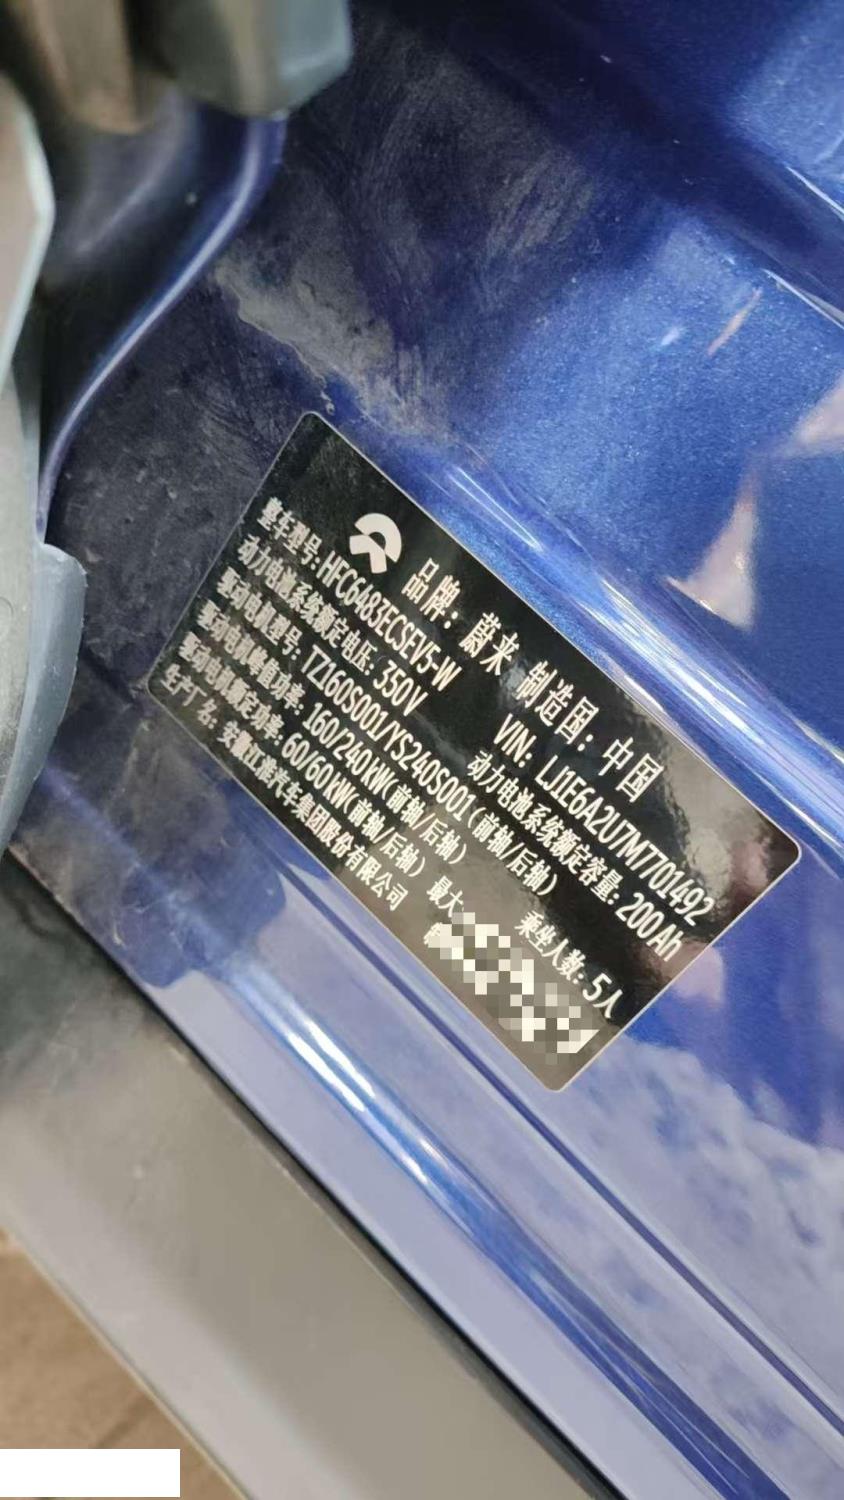 品牌: 蔚来 制造国: 中国
整车型号: HFC6483ECSEV5-W VIN: LJ1E6A2U7M7701492
动力电池系统额定电压: 350V 动力电池系统额定容量: 200Ah
驱动电机型号: TZ160S001/YS240S001(前轴/后轴)
驱动电机峰值功率: 160/240kW(前轴/后轴) 乘坐人数: 5人
驱动电机额定功率: 60/60kW(前轴/后轴) 最大
生产厂名: 安徽江淮汽车集团股份有限公司